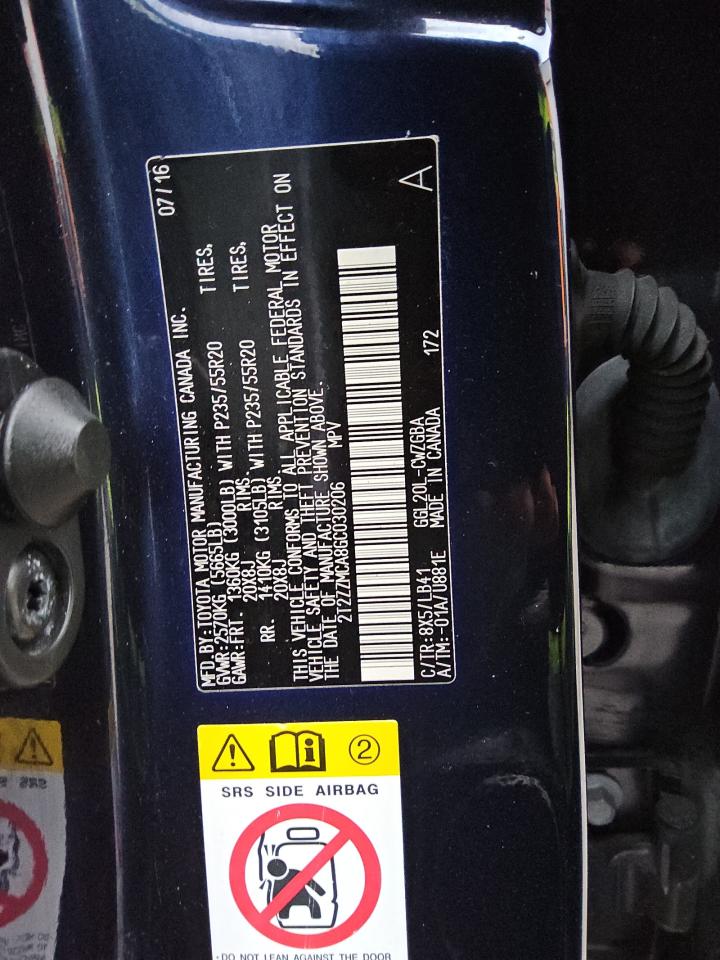 MFD.BY:TOYOTA MOTOR MANUFACTURING CANADA INC. 07/16
GVWR:2570KG (5665LB)
GAWR:FRT. 1360KG (3000LB) WITH P235/55R20 TIRES,
20X8J RIMS,
RR. 1410KG (3105LB) WITH P235/55R20 TIRES,
20X8J RIMS
THIS VEHICLE CONFORMS TO ALL APPLICABLE FEDERAL MOTOR
VEHICLE SAFETY AND THEFT PREVENTION STANDARDS IN EFFECT ON
THE DATE OF MANUFACTURE SHOWN ABOVE.
2T2ZZMCA8GC030206 MPV
C/TR:8X5/LB41 GGL20L-CWZGBA
A/TM:-01A/U881E MADE IN CANADA 172 A
2
SRS SIDE AIRBAG
·DO NOT LEAN AGAINST THE DOOR